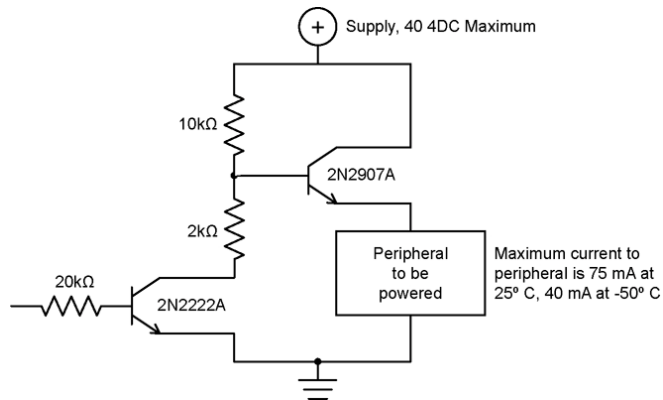 +
Supply, 40 4DC Maximum
10kΩ
2N2907A
2kΩ
Peripheral
to be
powered
Maximum current to
peripheral is 75 mA at
25º C, 40 mA at -50º C
20kΩ
2N2222A